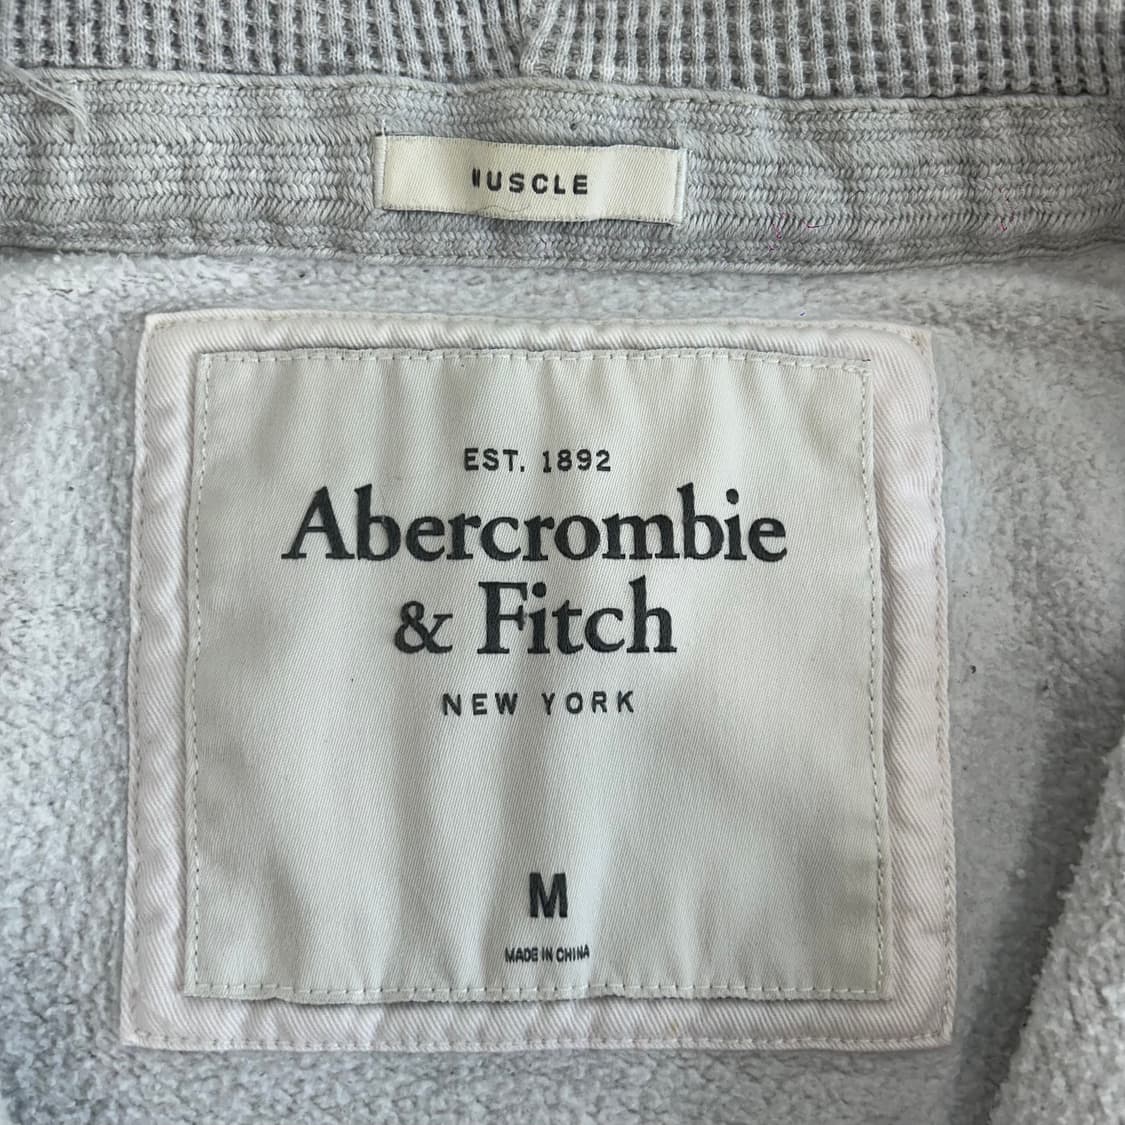 MUSCLE
EST. 1892
Abercrombie
& Fitch
NEW YORK
M
MADE IN CHINA